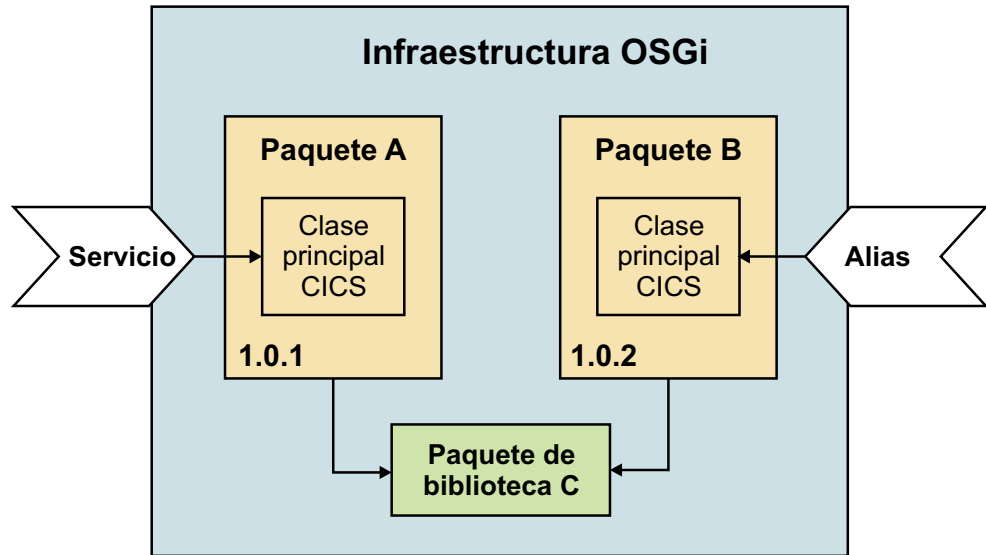 Infraestructura OSGi
Paquete A
Clase
principal
CICS
1.0.1
Paquete B
Clase
principal
CICS
1.0.2
Servicio
Alias
Paquete de
biblioteca C